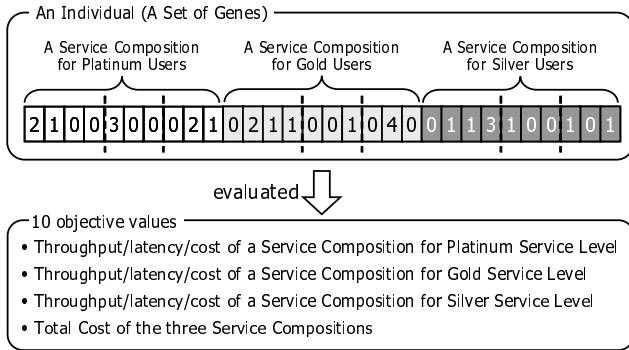 An Individual (A Set of Genes)
A Service Composition for Platinum Users
A Service Composition for Gold Users
A Service Composition for Silver Users
2 1 0 0 3 0 0 0 2 1 0 2 1 1 0 0 1 0 4 0 0 1 1 3 1 0 0 1 0 1
evaluated
10 objective values
• Throughput/latency/cost of a Service Composition for Platinum Service Level
• Throughput/latency/cost of a Service Composition for Gold Service Level
• Throughput/latency/cost of a Service Composition for Silver Service Level
• Total Cost of the three Service Compositions